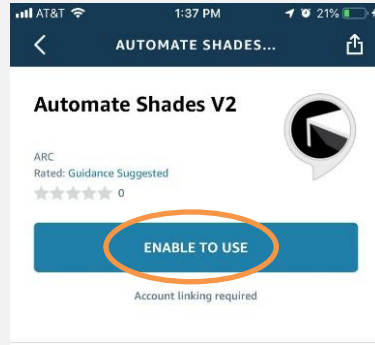 AT&T 1:37 PM 21%
AUTOMATE SHADES...
Automate Shades V2
ARC
Rated: Guidance Suggested
0
ENABLE TO USE
Account linking required